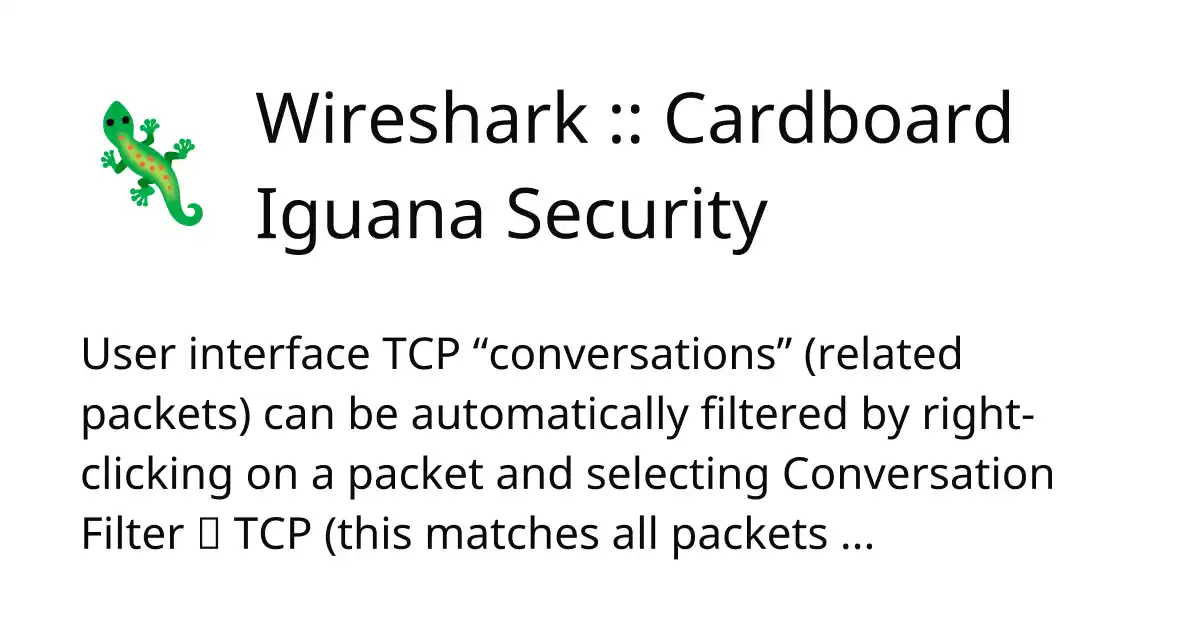 Wireshark :: Cardboard
Iguana Security
User interface TCP “conversations” (related
packets) can be automatically filtered by right-
clicking on a packet and selecting Conversation
Filter ▯ TCP (this matches all packets ...